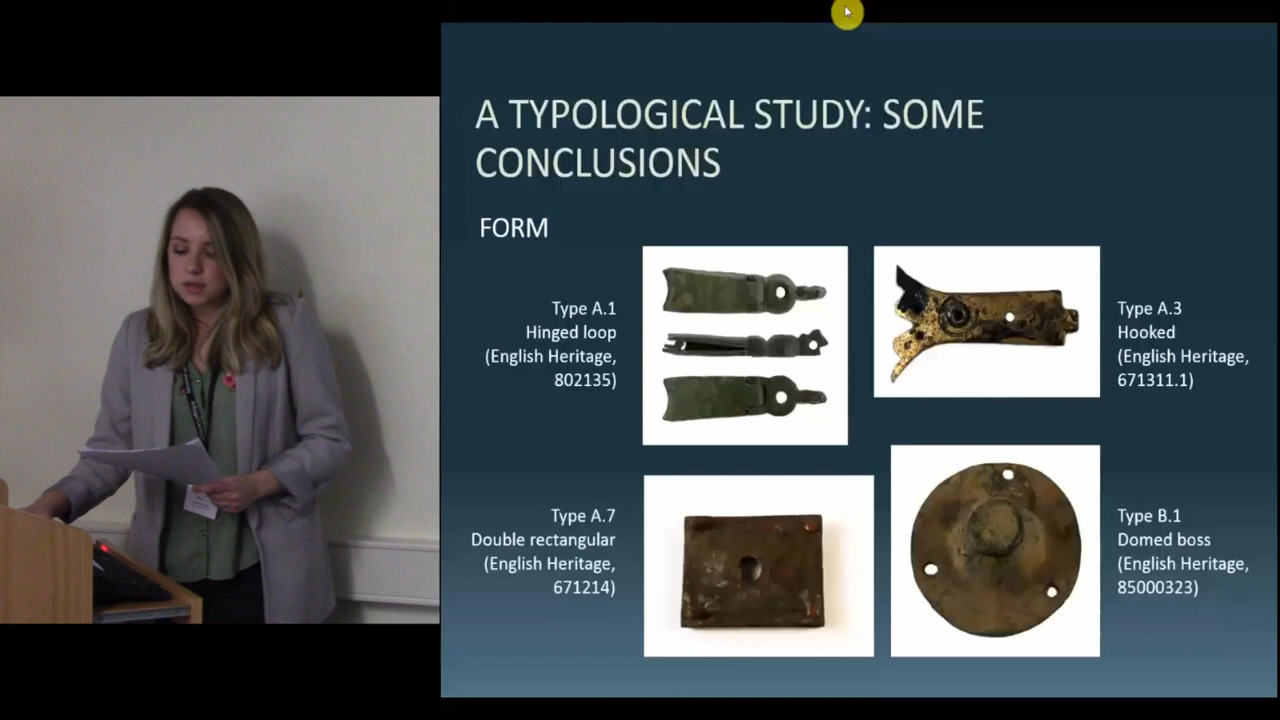 A TYPOLOGICAL STUDY: SOME
CONCLUSIONS
FORM
Type A.1
Hinged loop
(English Heritage,
802135)
Type A.3
Hooked
(English Heritage,
671311.1)
Type A.7
Double rectangular
(English Heritage,
671214)
Type B.1
Domed boss
(English Heritage,
85000323)